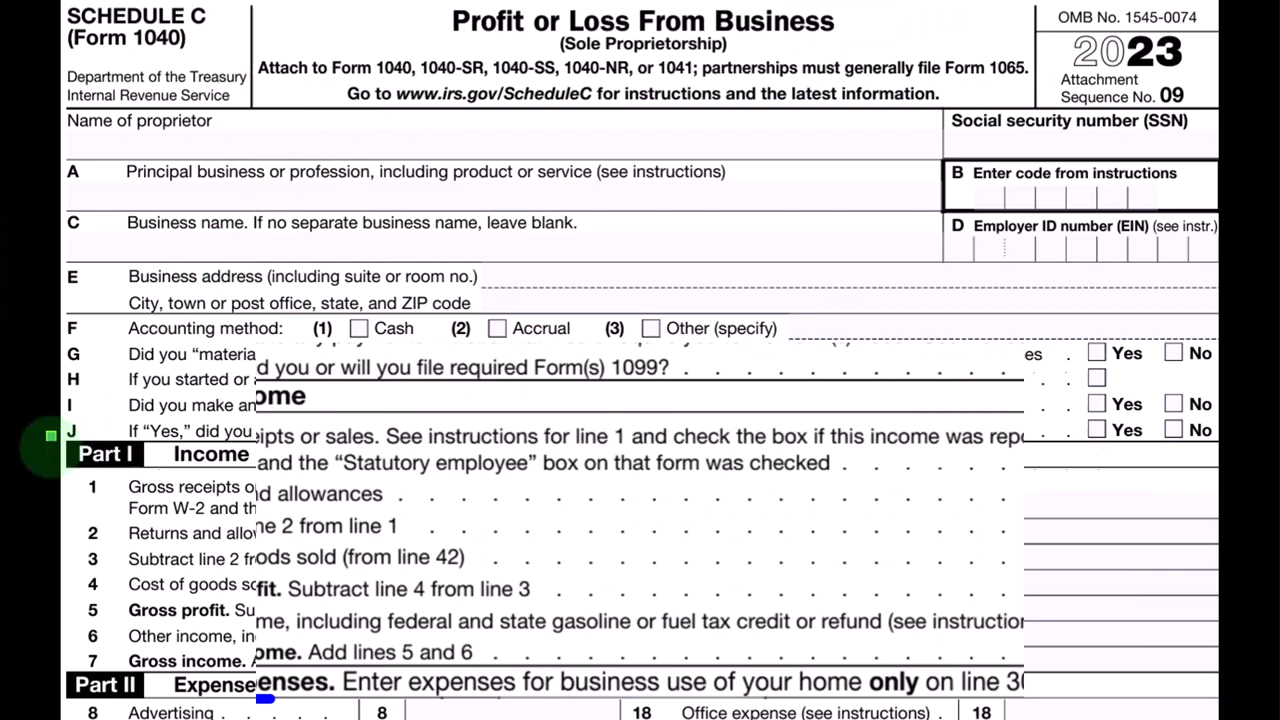 SCHEDULE C
(Form 1040)
Department of the Treasury
Internal Revenue Service
Profit or Loss From Business
(Sole Proprietorship)
Attach to Form 1040, 1040-SR, 1040-SS, 1040-NR, or 1041; partnerships must generally file Form 1065.
Go to www.irs.gov/ScheduleC for instructions and the latest information.
OMB No. 1545-0074
2023
Attachment
Sequence No. 09
Name of proprietor
Social security number (SSN)
A Principal business or profession, including product or service (see instructions)
B Enter code from instructions
C Business name. If no separate business name, leave blank.
D Employer ID number (EIN) (see instr.)
E Business address (including suite or room no.)
City, town or post office, state, and ZIP code
F Accounting method: (1) Cash (2) Accrual (3) Other (specify)
G Did you “materia
es . Yes No
H If you started or
I Did you make an
. . Yes No
J If “Yes,” did you
. . Yes No
Part I Income
1 Gross receipts o
Form W-2 and th
2 Returns and allo
3 Subtract line 2 fr
4 Cost of goods so
5 Gross profit. Su
6 Other income, in
7 Gross income. A
Part II Expense
d you or will you file required Form(s) 1099? . . . . . . . . . . .
ome
eipts or sales. See instructions for line 1 and check the box if this income was repo
and the “Statutory employee” box on that form was checked . . . . . .
d allowances . . . . . . . . . . . . . . . . . . . .
ne 2 from line 1 . . . . . . . . . . . . . . . . . . .
ods sold (from line 42) . . . . . . . . . . . . . . . . .
fit. Subtract line 4 from line 3 . . . . . . . . . . . . . . .
me, including federal and state gasoline or fuel tax credit or refund (see instruction
ome. Add lines 5 and 6 . . . . . . . . . . . . . . . . .
enses. Enter expenses for business use of your home only on line 30
8 Advertising . . . . . 8
18 Office expense (see instructions) . 18